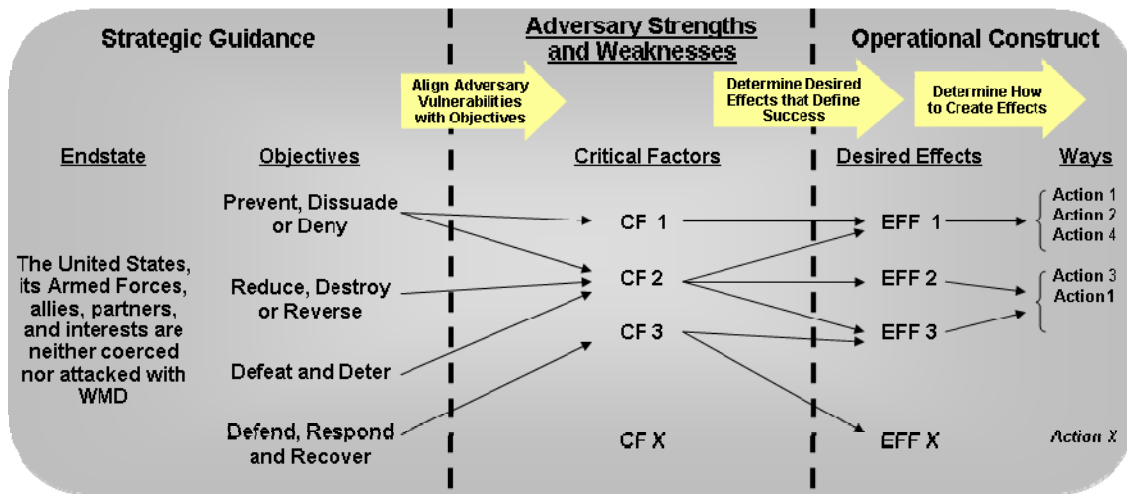 Strategic Guidance
Adversary Strengths
and Weaknesses
Operational Construct
Align Adversary
Vulnerabilities
with Objectives
Determine Desired
Effects that Define
Success
Determine How
to Create Effects
Endstate
Objectives
Critical Factors
Desired Effects
Ways
The United States,
its Armed Forces,
allies, partners,
and interests are
neither coerced
nor attacked with
WMD
Prevent, Dissuade
or Deny
Reduce, Destroy
or Reverse
Defeat and Deter
Defend, Respond
and Recover
CF 1
CF 2
CF 3
CF X
EFF 1
EFF 2
EFF 3
EFF X
Action 1
Action 2
Action 4
Action 3
Action1
Action X